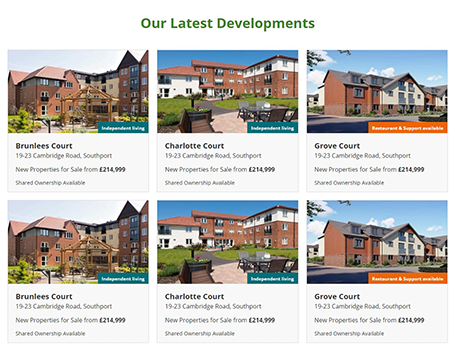 Our Latest Developments
Independent living
Independent living
Restaurant & Support available
Brunlees Court
19-23 Cambridge Road, Southport
New Properties for Sale from £214,999
Shared Ownership Available
Charlotte Court
19-23 Cambridge Road, Southport
New Properties for Sale from £214,999
Shared Ownership Available
Grove Court
19-23 Cambridge Road, Southport
New Properties for Sale from £214,999
Shared Ownership Available
Independent living
Independent living
Restaurant & Support available
Brunlees Court
19-23 Cambridge Road, Southport
New Properties for Sale from £214,999
Shared Ownership Available
Charlotte Court
19-23 Cambridge Road, Southport
New Properties for Sale from £214,999
Shared Ownership Available
Grove Court
19-23 Cambridge Road, Southport
New Properties for Sale from £214,999
Shared Ownership Available